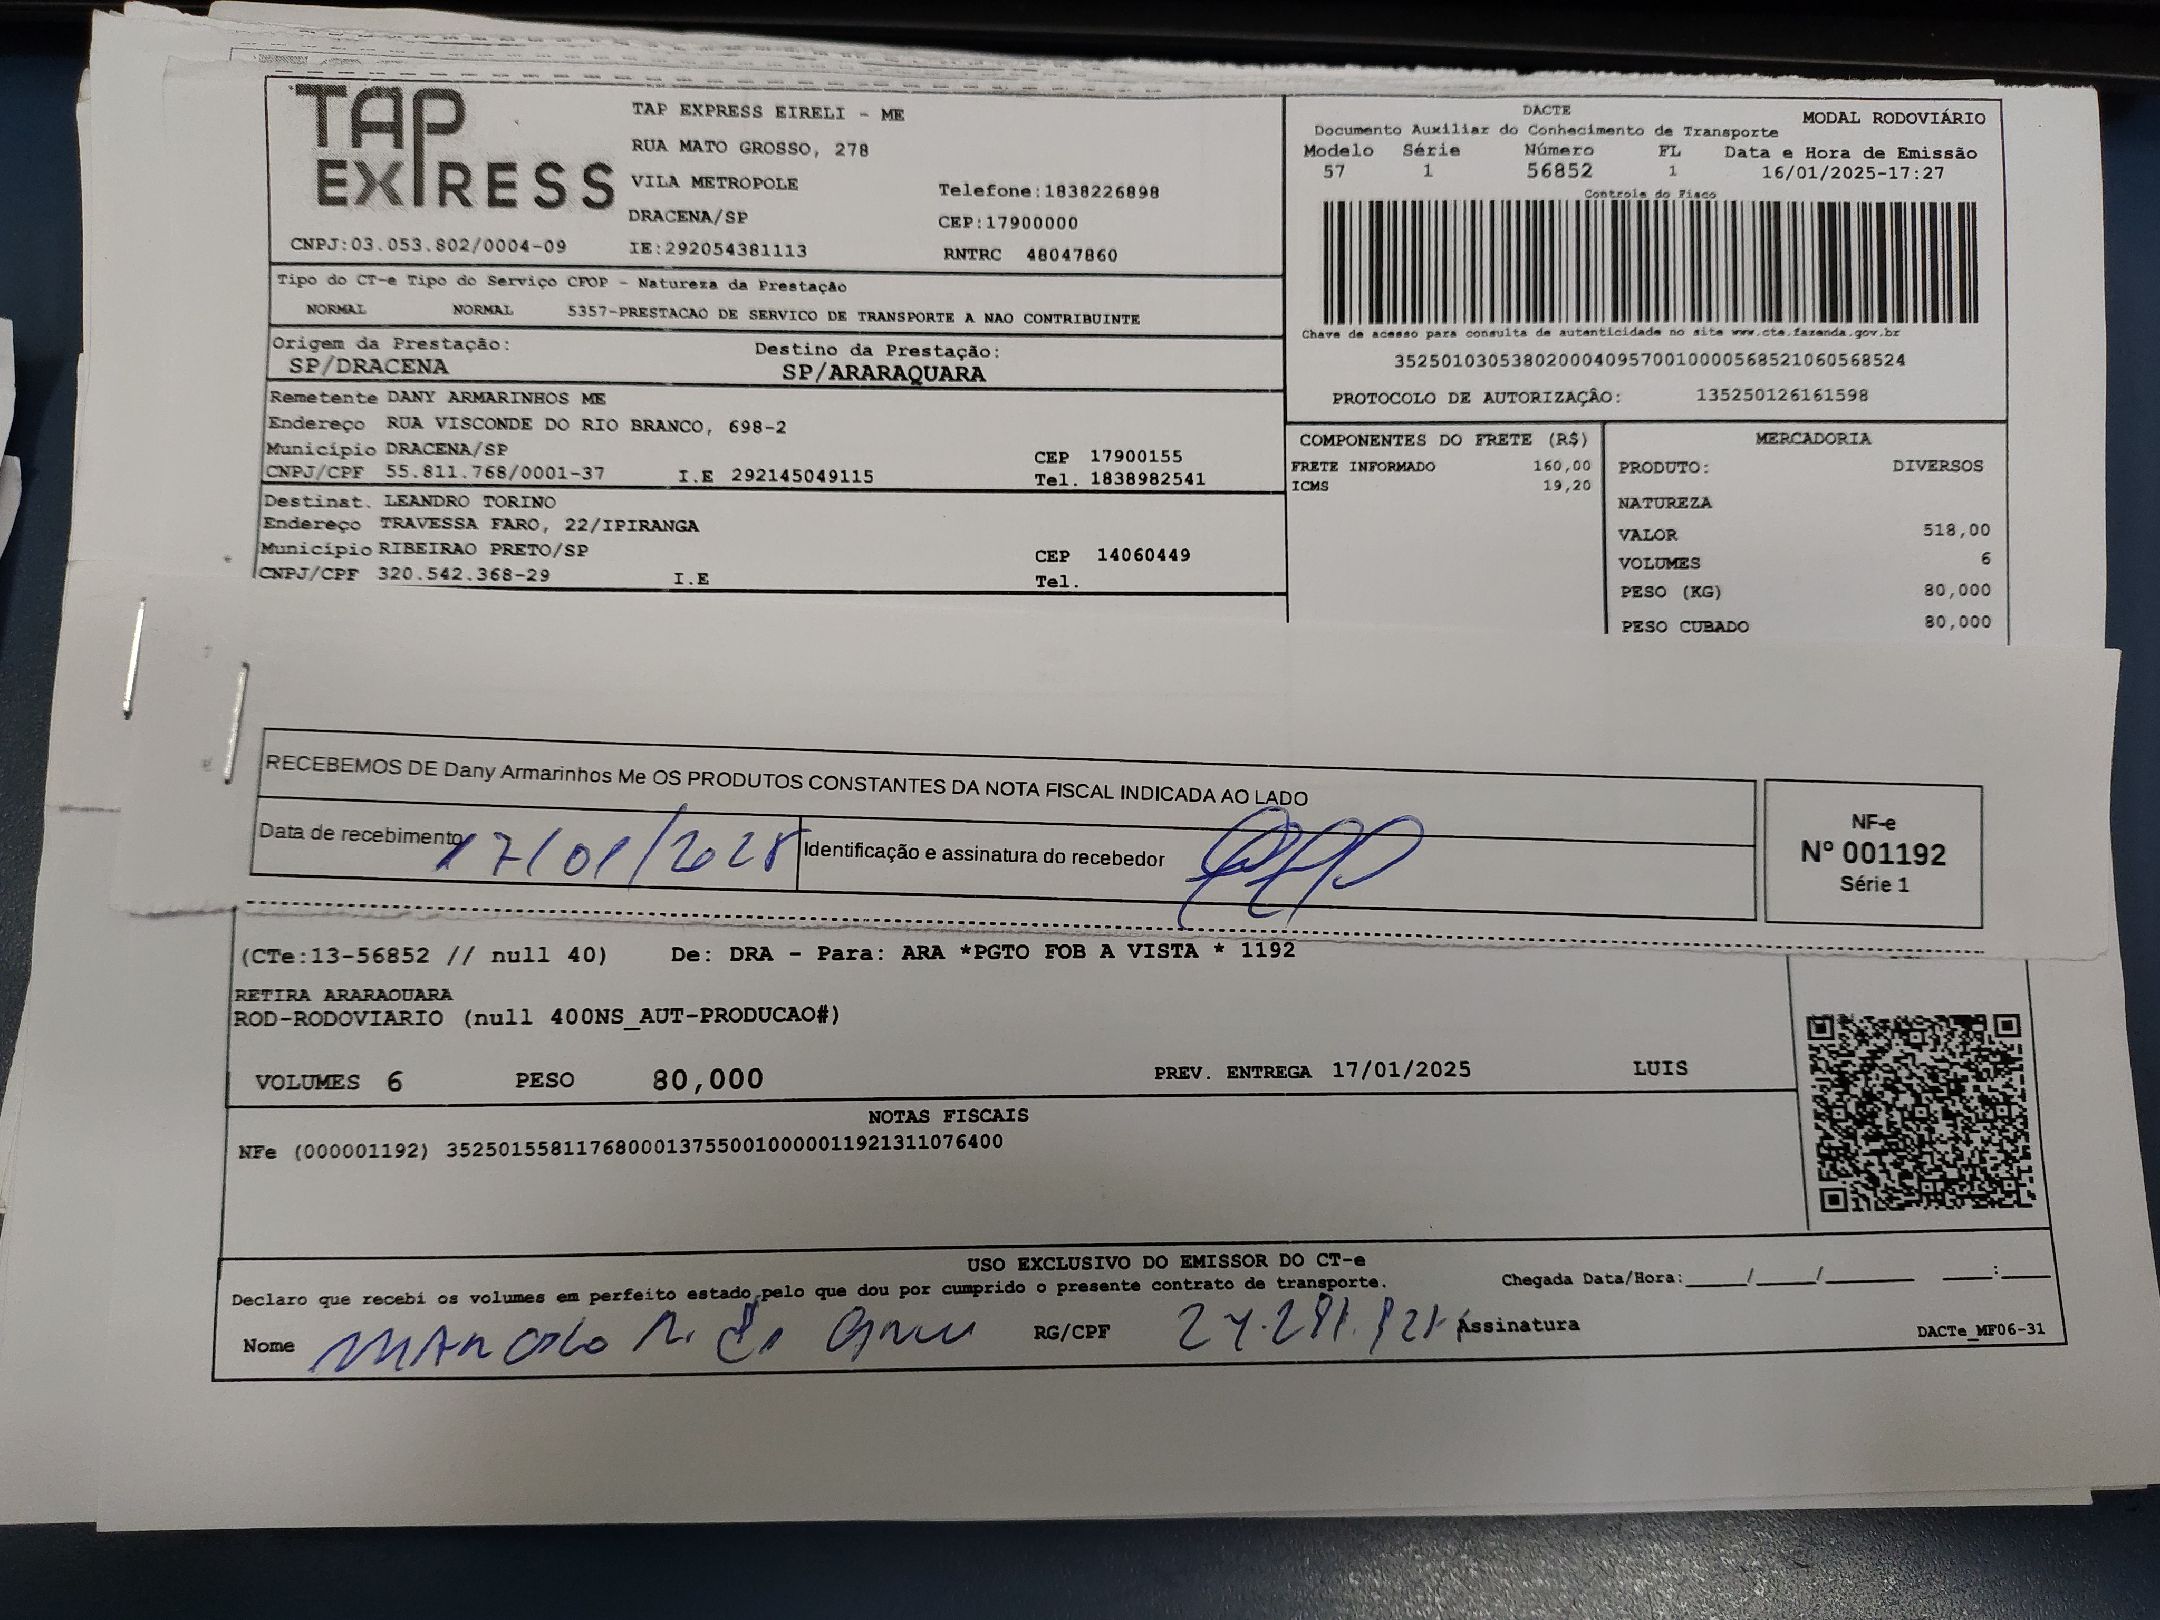 TAP EXPRESS
TAP EXPRESS EIRELI - ME
RUA MATO GROSSO, 278
VILA METROPOLE Telefone:1838226898
DRACENA/SP CEP:17900000
CNPJ:03.053.802/0004-09 IE:292054381113 RNTRC 48047860
DACTE MODAL RODOVIÁRIO
Documento Auxiliar do Conhecimento de Transporte
Modelo Série Número FL Data e Hora de Emissão
57 1 56852 1 16/01/2025-17:27
Controle do Fisco
Chave de acesso para consulta de autenticidade no site www.cte.fazenda.gov.br
35250103053802000409570010000568521060568524
PROTOCOLO DE AUTORIZAÇÃO: 135250126161598
Tipo do CT-e Tipo do Serviço CFOP - Natureza da Prestação
NORMAL NORMAL 5357-PRESTACAO DE SERVICO DE TRANSPORTE A NAO CONTRIBUINTE
Origem da Prestação: Destino da Prestação:
SP/DRACENA SP/ARARAQUARA
Remetente DANY ARMARINHOS ME
Endereço RUA VISCONDE DO RIO BRANCO, 698-2
Município DRACENA/SP CEP 17900155
CNPJ/CPF 55.811.768/0001-37 I.E 292145049115 Tel. 1838982541
Destinat. LEANDRO TORINO
Endereço TRAVESSA FARO, 22/IPIRANGA
Município RIBEIRAO PRETO/SP CEP 14060449
CNPJ/CPF 320.542.368-29 I.E Tel.
COMPONENTES DO FRETE (R$)
FRETE INFORMADO 160,00
ICMS 19,20
MERCADORIA
PRODUTO: DIVERSOS
NATUREZA
VALOR 518,00
VOLUMES 6
PESO (KG) 80,000
PESO CUBADO 80,000
RECEBEMOS DE Dany Armarinhos Me OS PRODUTOS CONSTANTES DA NOTA FISCAL INDICADA AO LADO
Data de recebimento 17/01/2025 Identificação e assinatura do recebedor
NF-e
Nº 001192
Série 1
(CTe:13-56852 // null 40) De: DRA - Para: ARA *PGTO FOB A VISTA * 1192
RETIRA ARARAQUARA
ROD-RODOVIARIO (null 400NS_AUT-PRODUCAO#)
VOLUMES 6 PESO 80,000 PREV. ENTREGA 17/01/2025 LUIS
NOTAS FISCAIS
NFe (000001192) 35250155811768000137550010000011921311076400
USO EXCLUSIVO DO EMISSOR DO CT-e
Declaro que recebi os volumes em perfeito estado pelo que dou por cumprido o presente contrato de transporte. Chegada Data/Hora:____/____/______ ___:___
Nome RG/CPF Assinatura
DACTe_MF06-31